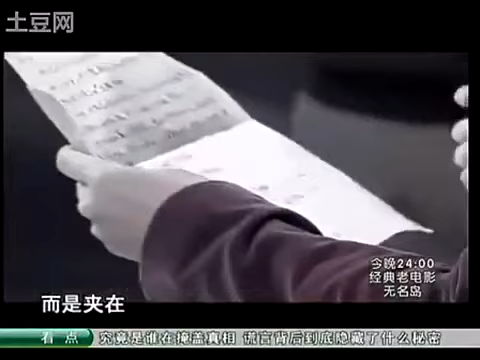 土豆网
今晚24:00
经典老电影
无名岛
而是夹在
看点 究竟是谁在掩盖真相 谎言背后到底隐藏了什么秘密